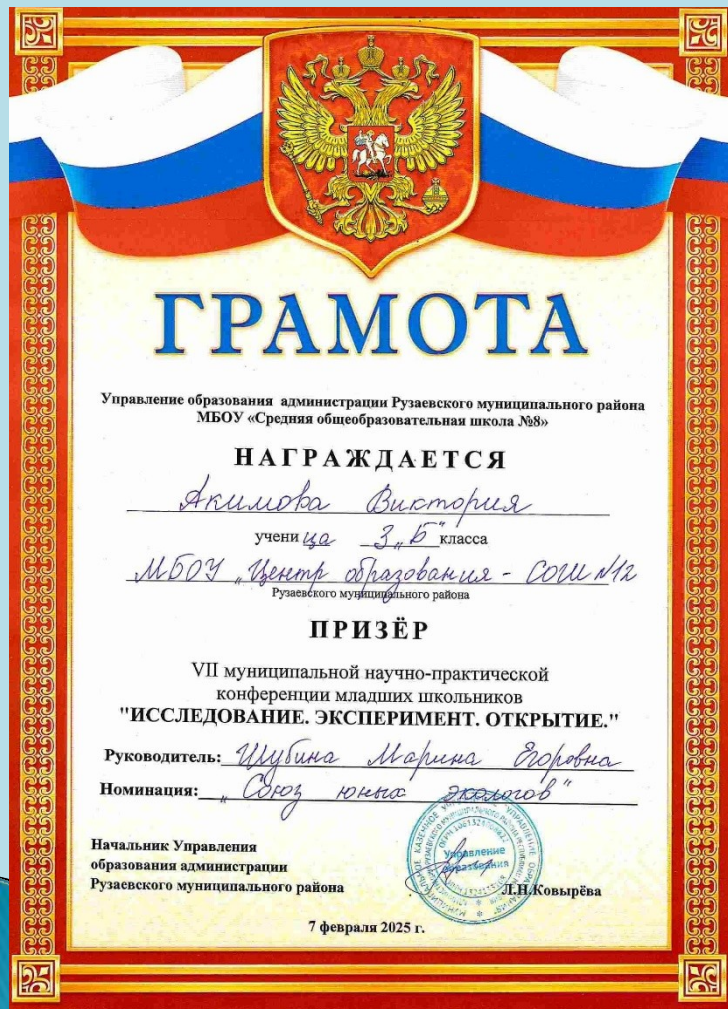 ГРАМОТА
Управление образования администрации Рузаевского муниципального района
МБОУ «Средняя общеобразовательная школа №8»
НАГРАЖДАЕТСЯ
Акимова Виктория
ученица 3 „Б" класса
МБОУ „Центр образования - СОШ №12
Рузаевского муниципального района
ПРИЗЁР
VII муниципальной научно-практической
конференции младших школьников
"ИССЛЕДОВАНИЕ. ЭКСПЕРИМЕНТ. ОТКРЫТИЕ."
Руководитель: Шубина Марина Егоровна
Номинация: „Союз юных экологов"
Начальник Управления
образования администрации
Рузаевского муниципального района
Управление
образования
Л.Н.Ковырёва
7 февраля 2025 г.